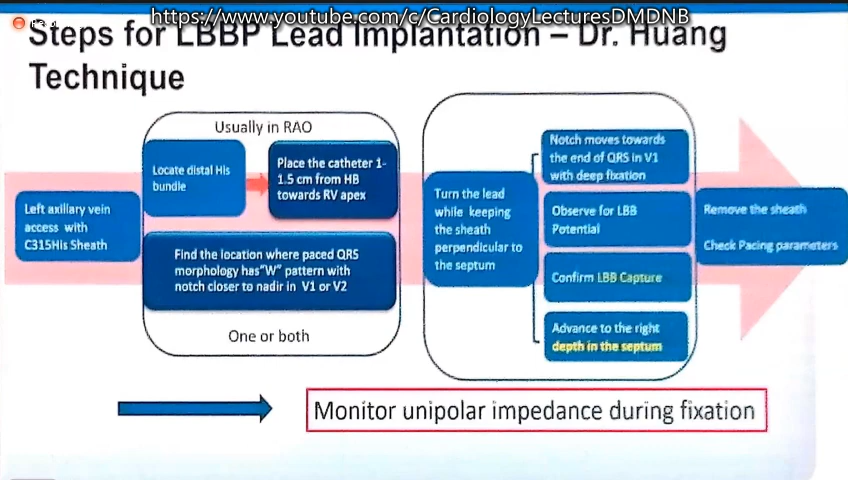 https://www.youtube.com/c/CardiologyLecturesDMDNB
Steps for LBBP Lead Implantation – Dr. Huang
Technique
Usually in RAO
Left axillary vein
access with
C315His Sheath
Locate distal His
bundle
Place the catheter 1-
1.5 cm from HB
towards RV apex
Find the location where paced QRS
morphology has"W" pattern with
notch closer to nadir in V1 or V2
One or both
Turn the lead
while keeping
the sheath
perpendicular to
the septum
Notch moves towards
the end of QRS in V1
with deep fixation
Observe for LBB
Potential
Confirm LBB Capture
Advance to the right
depth in the septum
Remove the sheath
Check Pacing parameters
Monitor unipolar impedance during fixation